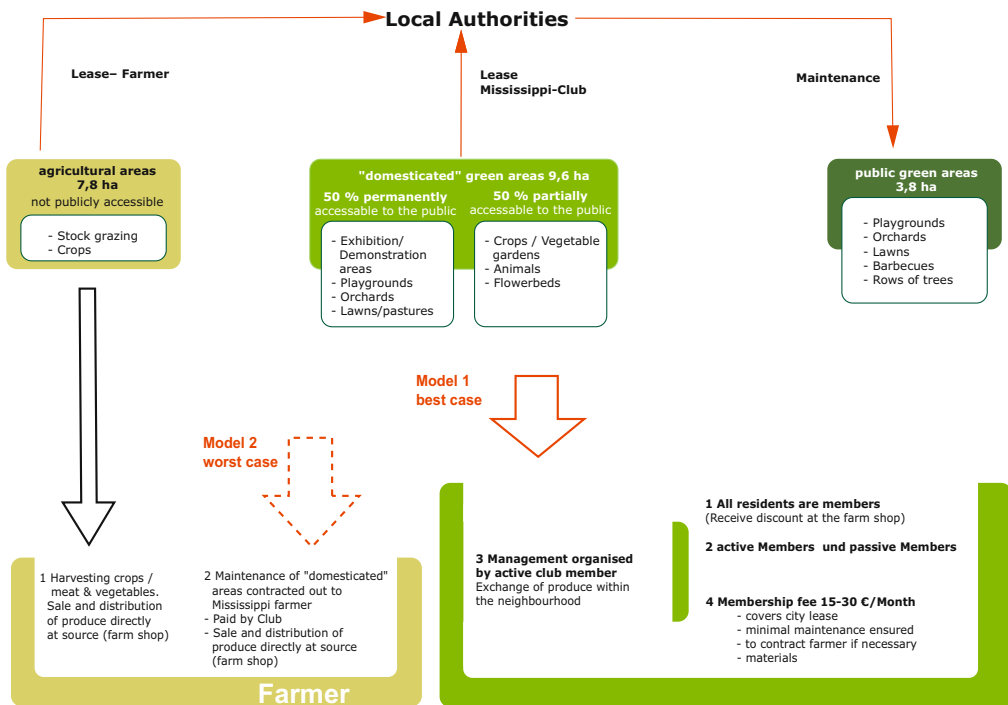 Local Authorities
Lease– Farmer
Lease
Mississippi-Club
Maintenance
agricultural areas
7,8 ha
not publicly accessible
- Stock grazing
- Crops
"domesticated" green areas 9,6 ha
50 % permanently
accessable to the public
50 % partially
accessable to the public
- Exhibition/
Demonstration
areas
- Playgrounds
- Orchards
- Lawns/pastures
- Crops / Vegetable
gardens
- Animals
- Flowerbeds
public green areas
3,8 ha
- Playgrounds
- Orchards
- Lawns
- Barbecues
- Rows of trees
Model 1
best case
Model 2
worst case
1 Harvesting crops /
meat & vegetables.
Sale and distribution
of produce directly
at source (farm shop)
2 Maintenance of "domesticated"
areas contracted out to
Mississippi farmer
- Paid by Club
- Sale and distribution of
produce directly at source
(farm shop)
Farmer
3 Management organised
by active club member
Exchange of produce within
the neighbourhood
1 All residents are members
(Receive discount at the farm shop)
2 active Members und passive Members
4 Membership fee 15-30 €/Month
- covers city lease
- minimal maintenance ensured
- to contract farmer if necessary
- materials